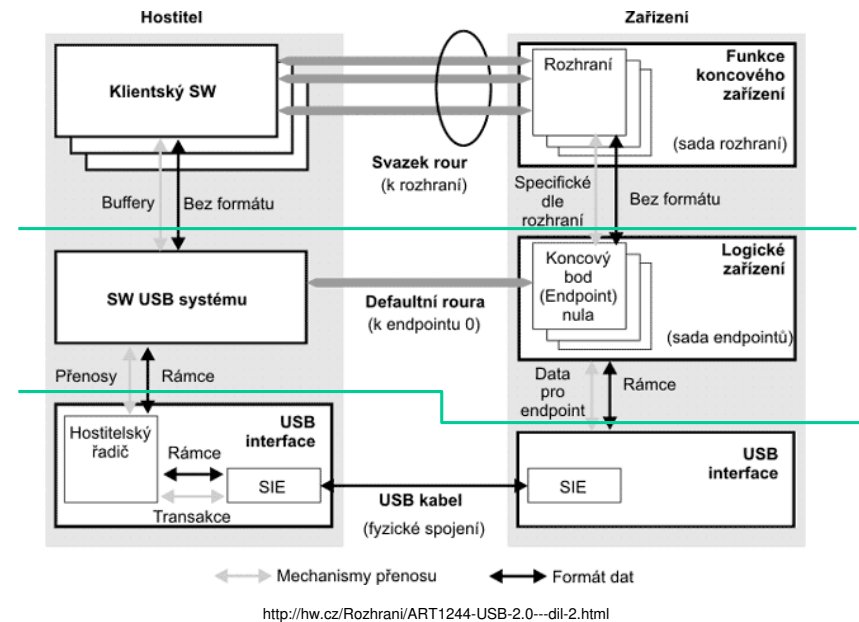 Hostitel
Zařízení
Klientský SW
Rozhraní
Funkce
koncového
zařízení
(sada rozhraní)
Svazek rour
(k rozhraní)
Buffery
Bez formátu
Specifické
dle
rozhraní
Bez formátu
SW USB systému
Defaultní roura
(k endpointu 0)
Koncový
bod
(Endpoint)
nula
Logické
zařízení
(sada endpointů)
Přenosy
Rámce
Data
pro
endpoint
Rámce
Hostitelský
řadič
Rámce
Transakce
SIE
USB
interface
USB kabel
(fyzické spojení)
SIE
USB
interface
Mechanismy přenosu
Formát dat
http://hw.cz/Rozhrani/ART1244-USB-2.0---dil-2.html